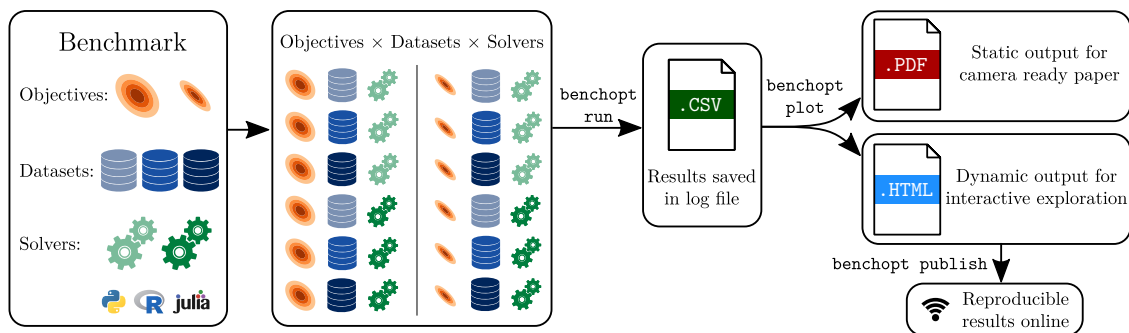 Benchmark
Objectives:
Datasets:
Solvers:
R
julia
Objectives × Datasets × Solvers
benchopt
run
.CSV
Results saved
in log file
benchopt
plot
.PDF
Static output for
camera ready paper
.HTML
Dynamic output for
interactive exploration
benchopt publish
Reproducible
results online